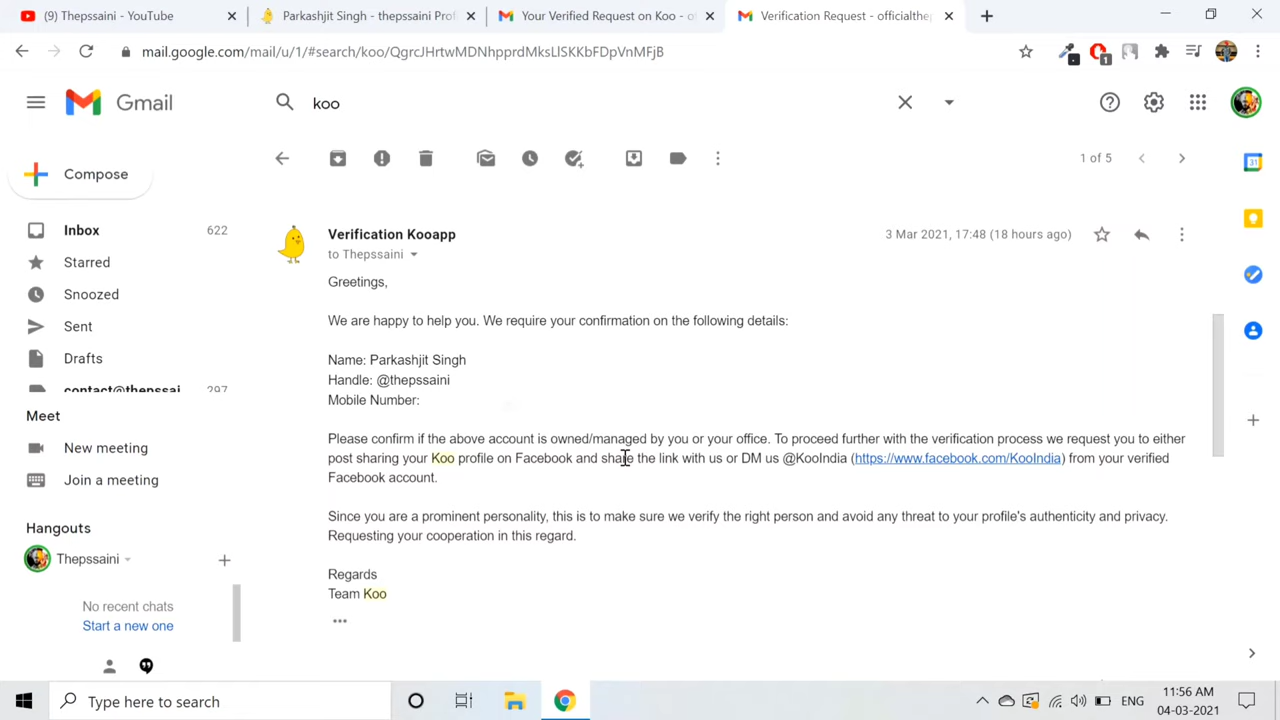 (9) Thepssaini - YouTube
Parkashjit Singh - thepssaini Prof
Your Verified Request on Koo - o
Verification Request - officialthe
mail.google.com/mail/u/1/#search/koo/QgrcJHrtwMDNhpprdMksLlSKKbFDpVnMFjB
1
Gmail
koo
1 of 5
Compose
Inbox 622
Starred
Snoozed
Sent
Drafts
contact@thepssai 297
Meet
New meeting
Join a meeting
Hangouts
Thepssaini
No recent chats
Start a new one
Verification Kooapp
3 Mar 2021, 17:48 (18 hours ago)
to Thepssaini
Greetings,
We are happy to help you. We require your confirmation on the following details:
Name: Parkashjit Singh
Handle: @thepssaini
Mobile Number:
Please confirm if the above account is owned/managed by you or your office. To proceed further with the verification process we request you to either
post sharing your Koo profile on Facebook and share the link with us or DM us @KooIndia (https://www.facebook.com/KooIndia) from your verified
Facebook account.
Since you are a prominent personality, this is to make sure we verify the right person and avoid any threat to your profile's authenticity and privacy.
Requesting your cooperation in this regard.
Regards
Team Koo
31
Type here to search
ENG
11:56 AM
04-03-2021